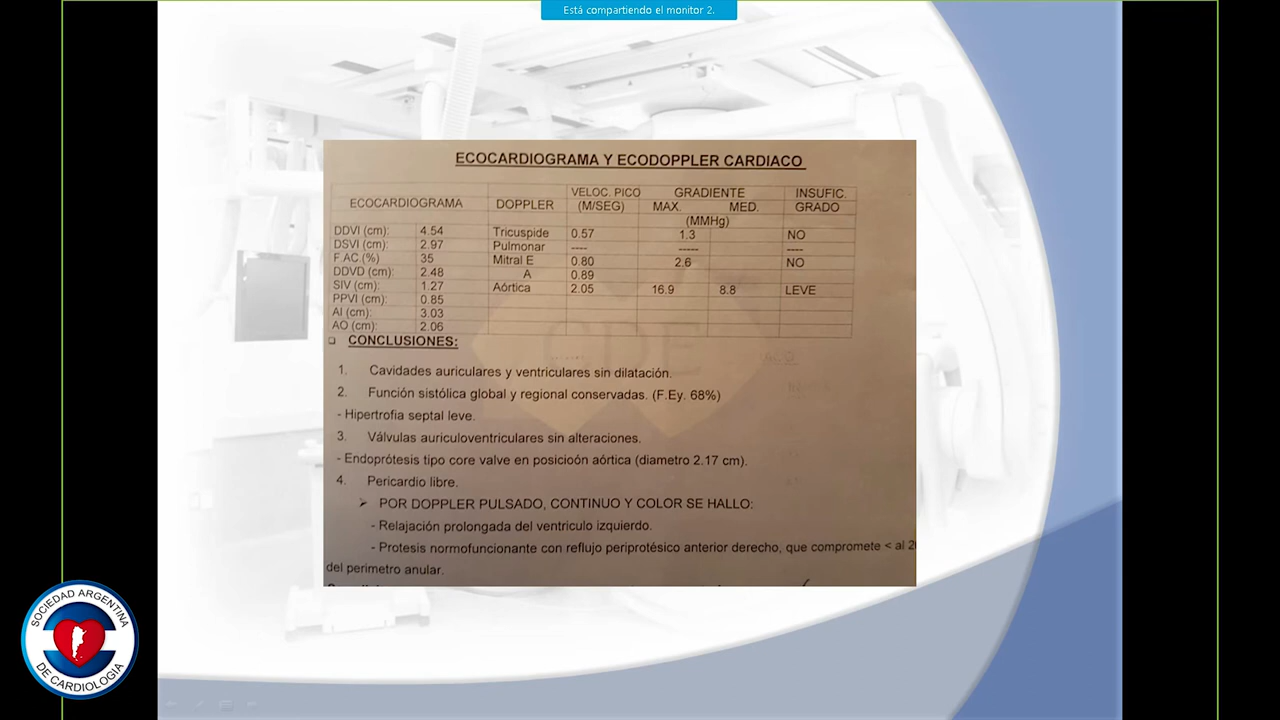 Está compartiendo el monitor 2.
ECOCARDIOGRAMA Y ECODOPPLER CARDIACO
ECOCARDIOGRAMA DOPPLER VELOC. PICO (M/SEG) GRADIENTE MAX. MED. (MMHg) INSUFIC. GRADO
DDVI (cm): 4.54 Tricuspide 0.57 1.3 NO
DSVI (cm): 2.97 Pulmonar ---- ----- ----
F.AC.(%) 35 Mitral E 0.80 2.6 NO
DDVD (cm): 2.48 A 0.89
SIV (cm): 1.27 Aórtica 2.05 16.9 8.8 LEVE
PPVI (cm): 0.85
AI (cm): 3.03
AO (cm): 2.06
CONCLUSIONES:
1. Cavidades auriculares y ventriculares sin dilatación.
2. Función sistólica global y regional conservadas. (F.Ey. 68%)
- Hipertrofia septal leve.
3. Válvulas auriculoventriculares sin alteraciones.
- Endoprótesis tipo core valve en posicioón aórtica (diametro 2.17 cm).
4. Pericardio libre.
➢ POR DOPPLER PULSADO, CONTINUO Y COLOR SE HALLO:
- Relajación prolongada del ventriculo izquierdo.
- Protesis normofuncionante con reflujo periprotésico anterior derecho, que compromete < al
del perimetro anular.
CDE
SOCIEDAD ARGENTINA
DE CARDIOLOGÍA